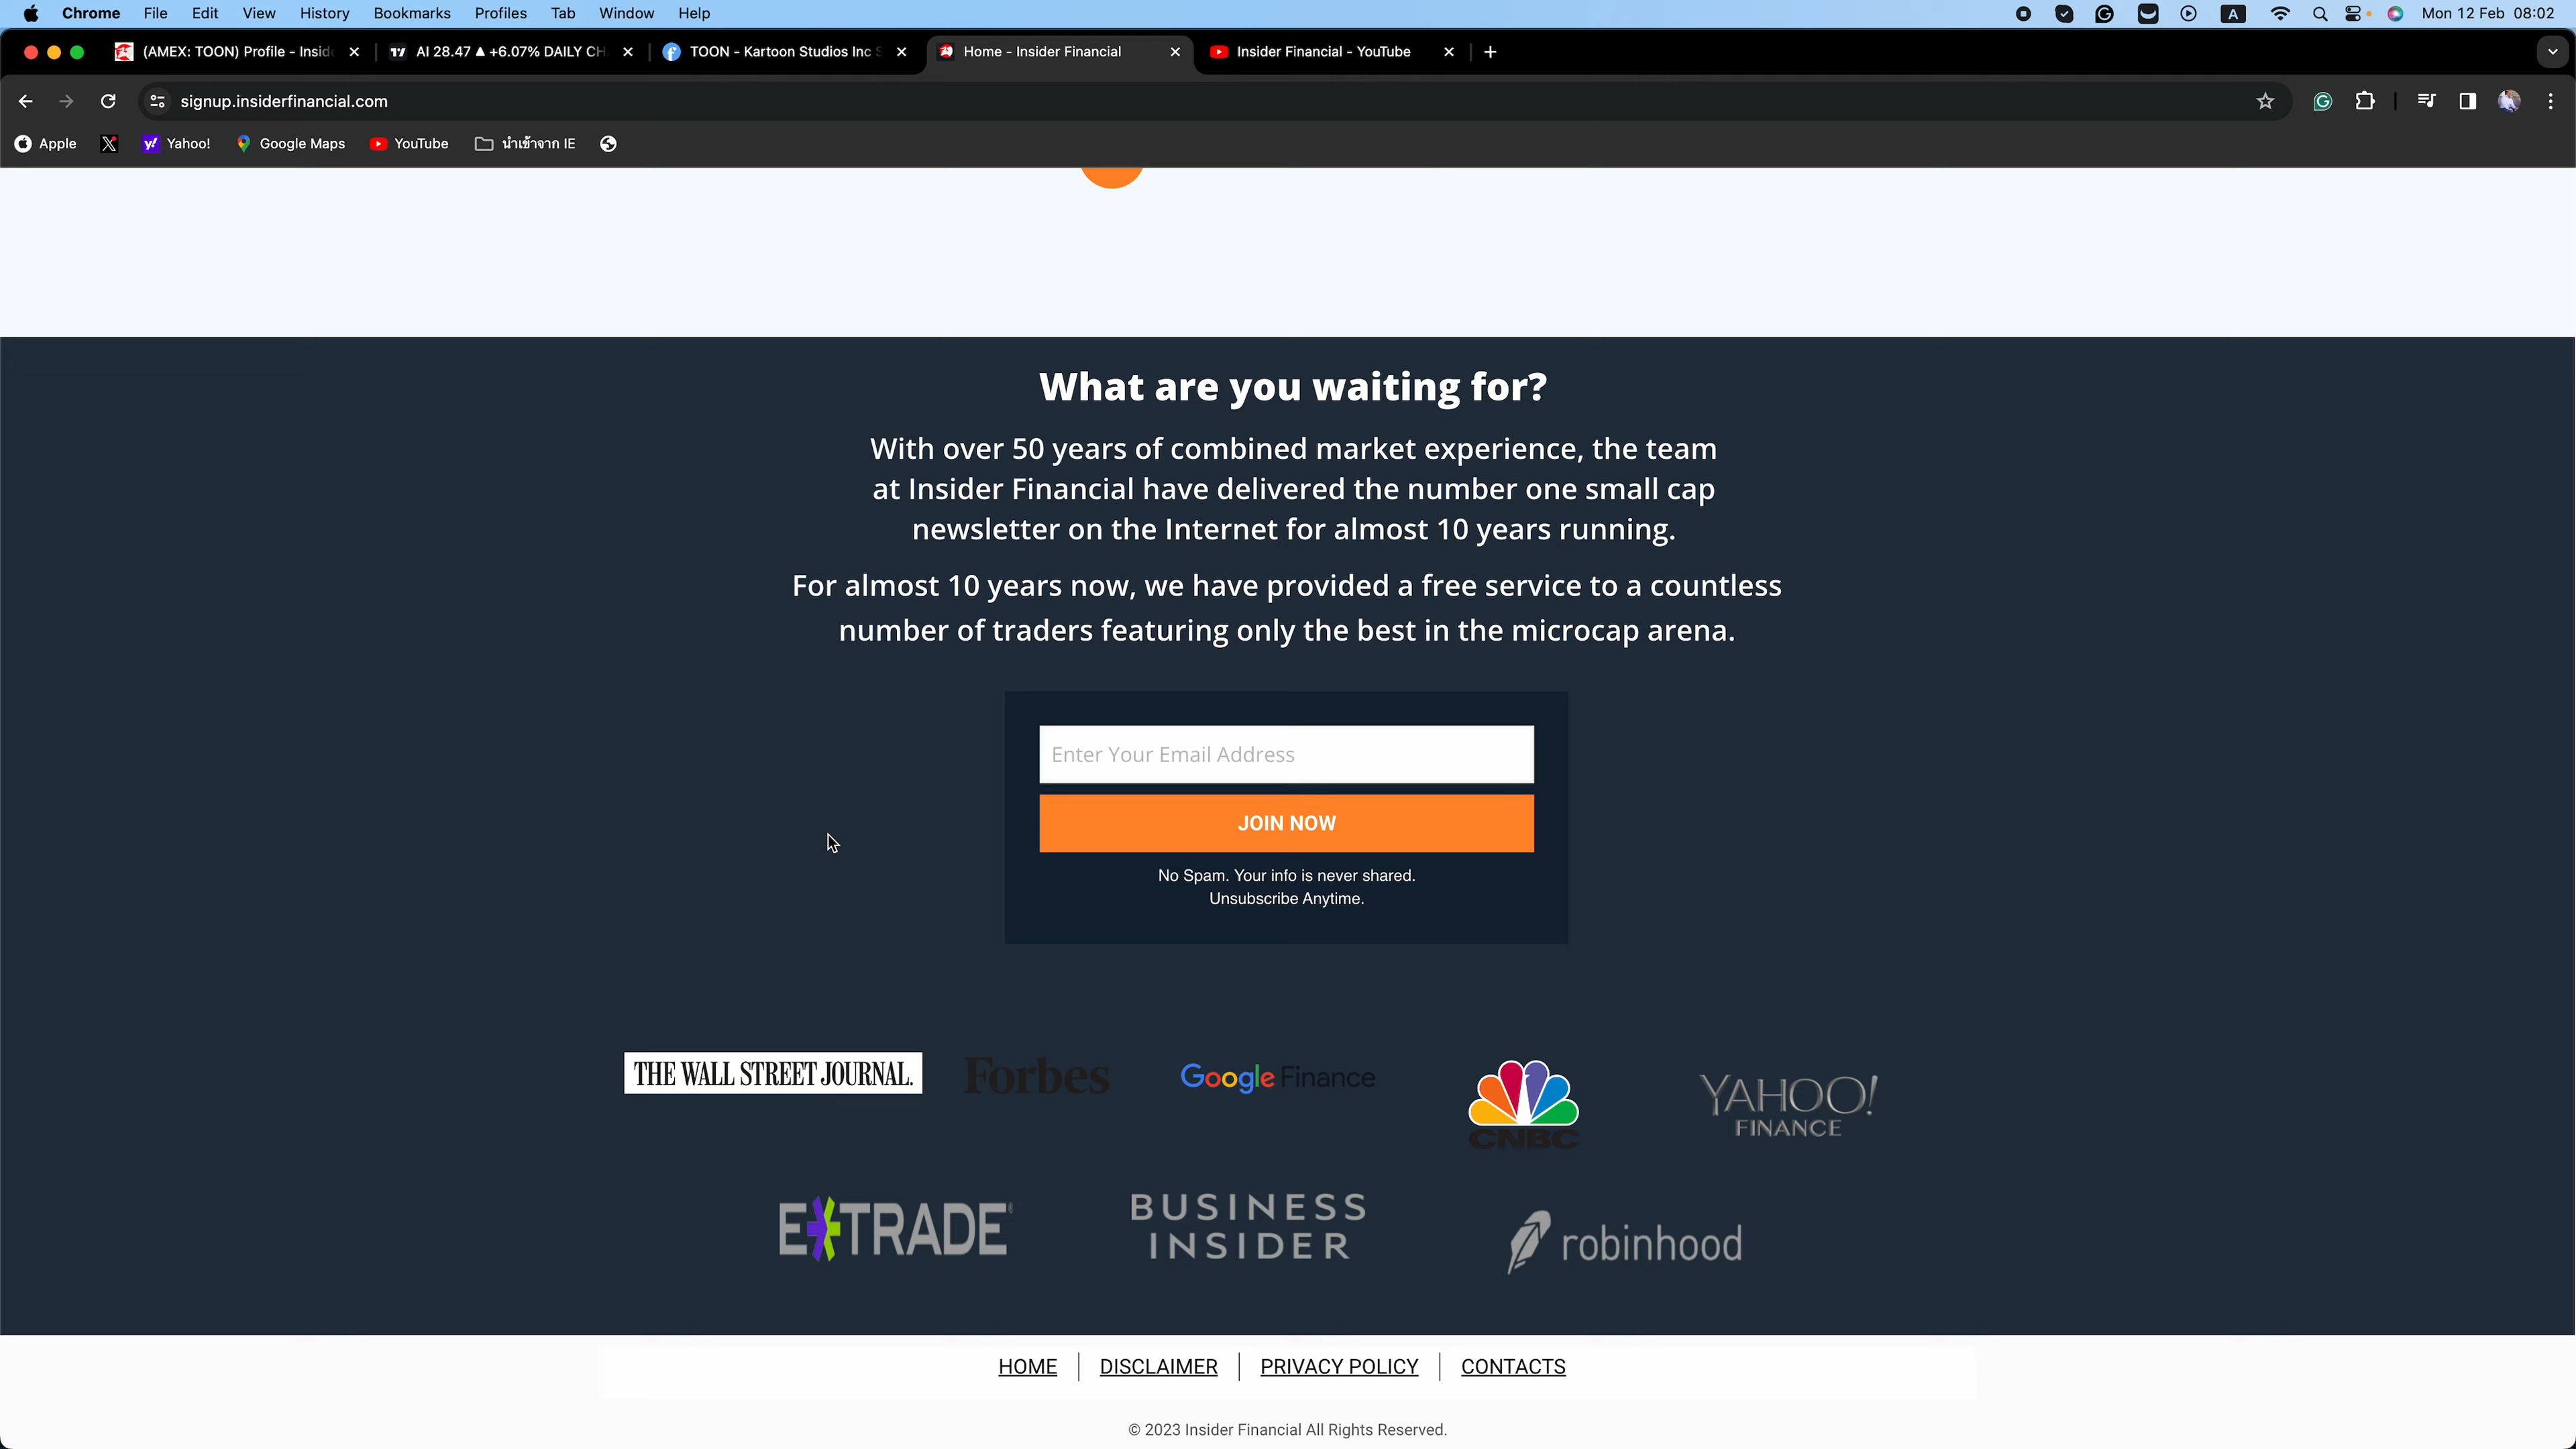 Chrome File Edit View History Bookmarks Profiles Tab Window Help
A Mon 12 Feb 08:02
(AMEX: TOON) Profile - Insid
AI 28.47 ▲ +6.07% DAILY CH
TOON - Kartoon Studios Inc S
Home - Insider Financial
Insider Financial - YouTube
signup.insiderfinancial.com
Apple
Yahoo!
Google Maps
YouTube
นำเข้าจาก IE
What are you waiting for?
With over 50 years of combined market experience, the team
at Insider Financial have delivered the number one small cap
newsletter on the Internet for almost 10 years running.
For almost 10 years now, we have provided a free service to a countless
number of traders featuring only the best in the microcap arena.
Enter Your Email Address
JOIN NOW
No Spam. Your info is never shared.
Unsubscribe Anytime.
THE WALL STREET JOURNAL.
Forbes
Google Finance
CNBC
YAHOO!
FINANCE
E*TRADE
BUSINESS
INSIDER
robinhood
HOME DISCLAIMER PRIVACY POLICY CONTACTS
© 2023 Insider Financial All Rights Reserved.